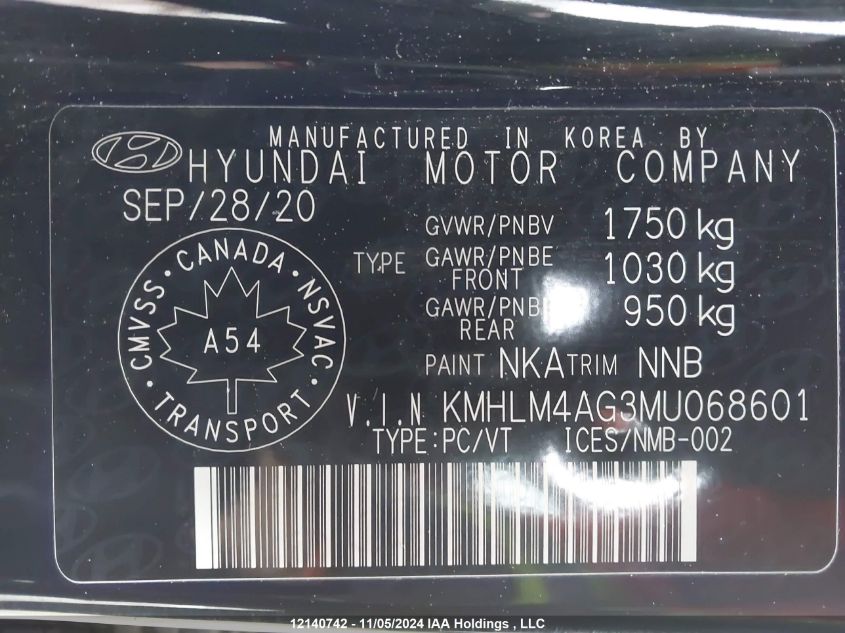 MANUFACTURED IN KOREA BY
HYUNDAI MOTOR COMPANY
SEP/28/20
GVWR/PNBV 1750 kg
TYPE GAWR/PNBE FRONT 1030 kg
GAWR/PNB REAR 950 kg
PAINT NKA TRIM NNB
V.I.N KMHLM4AG3MU068601
TYPE:PC/VT ICES/NMB-002
CMVSS · CANADA · NSVAC · TRANSPORT ·
A54
12140742 - 11/05/2024 IAA Holdings , LLC